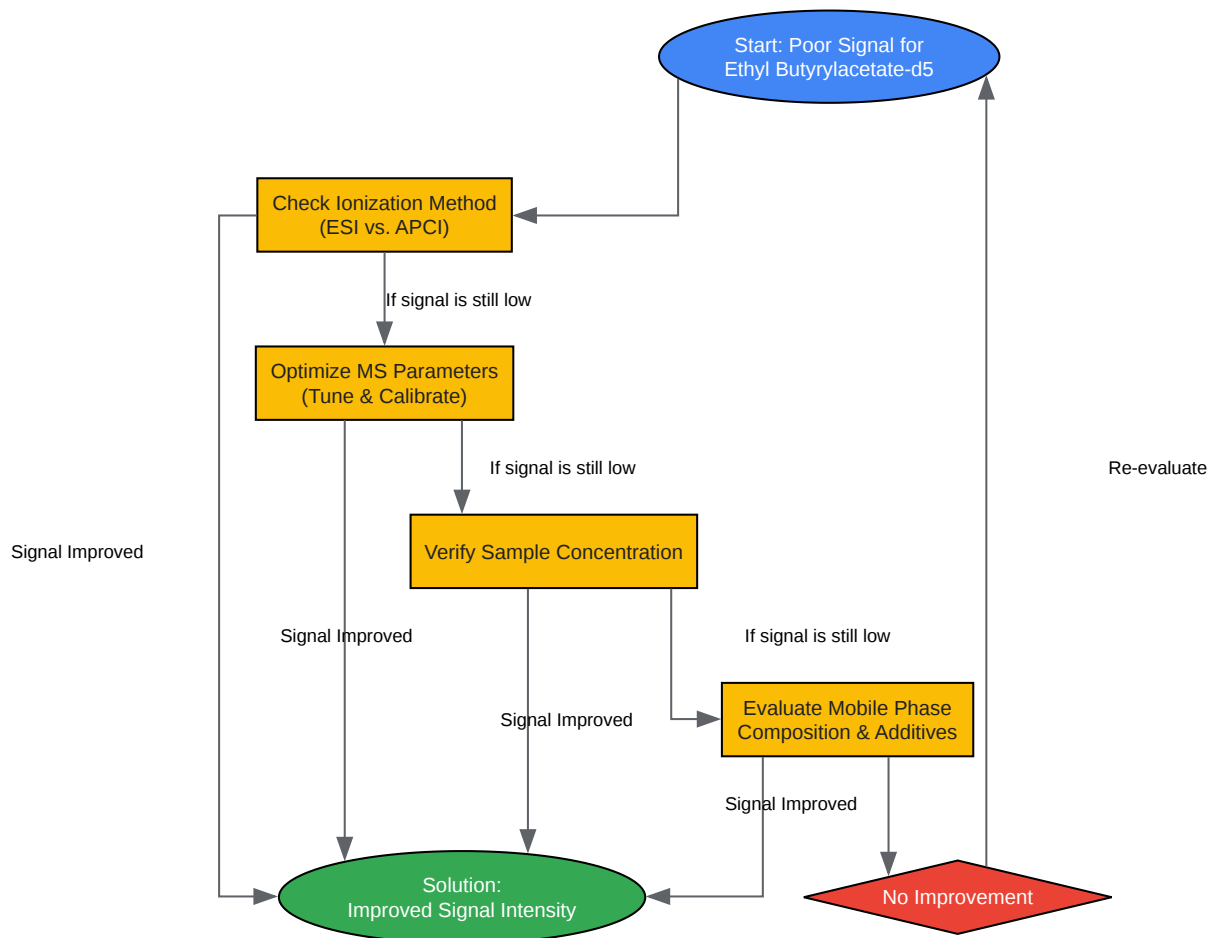 Start: Poor Signal for
Ethyl Butyrylacetate-d5
Check Ionization Method
(ESI vs. APCI)
If signal is still low
Optimize MS Parameters
(Tune & Calibrate)
If signal is still low
Re-evaluate
Signal Improved
Verify Sample Concentration
Signal Improved
If signal is still low
Signal Improved
Evaluate Mobile Phase
Composition & Additives
Signal Improved
Solution:
Improved Signal Intensity
No Improvement